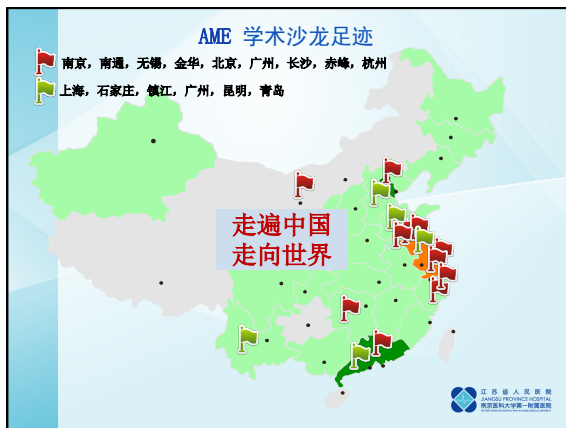 AME 学术沙龙足迹
南京，南通，无锡，金华，北京，广州，长沙，赤峰，杭州
上海，石家庄，镇江，广州，昆明，青岛
走遍中国
走向世界
江苏省人民医院
JIANGSU PROVINCE HOSPITAL
南京医科大学第一附属医院